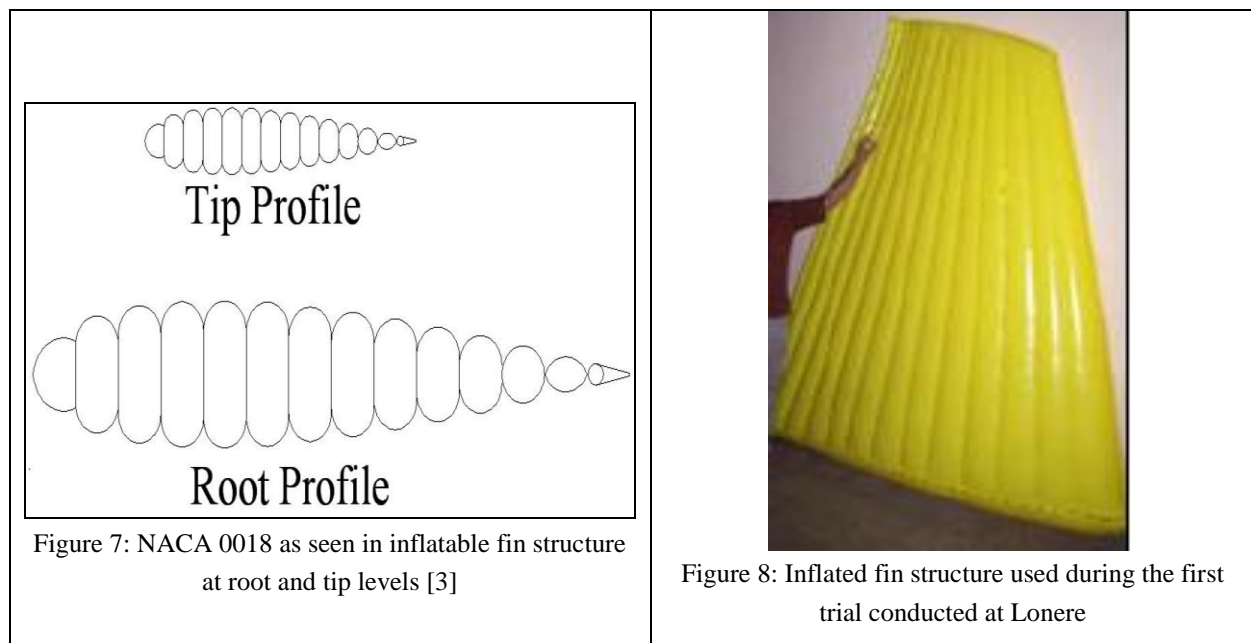 Tip Profile
Root Profile
Figure 7: NACA 0018 as seen in inflatable fin structure
at root and tip levels [3]
Figure 8: Inflated fin structure used during the first
trial conducted at Lonere